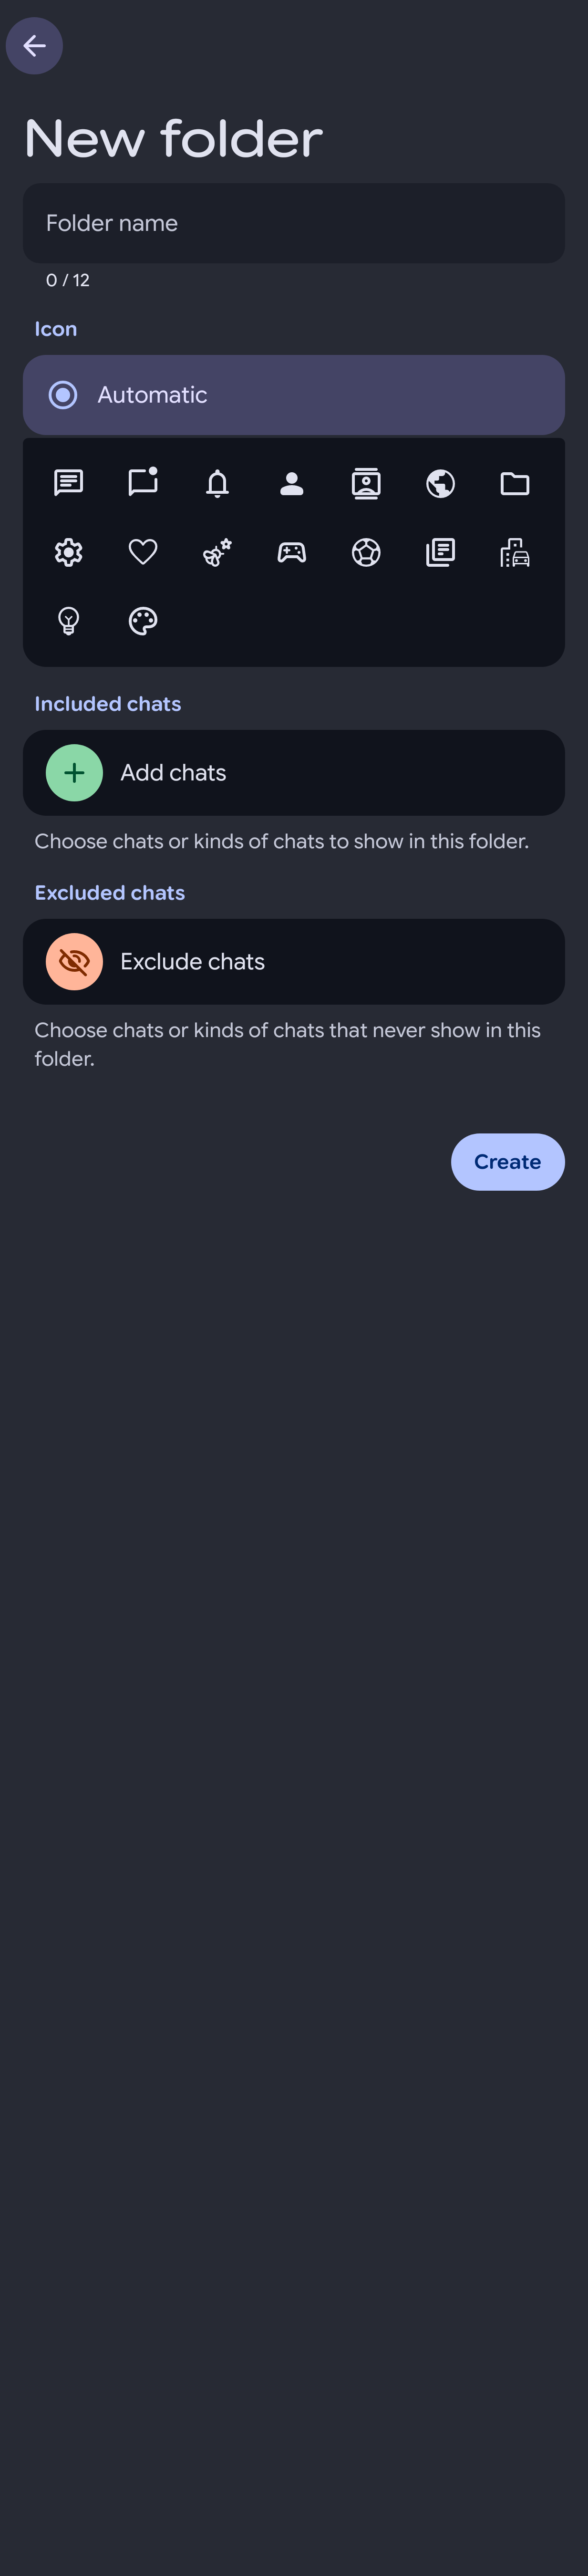 New folder
Folder name
0 / 12
Icon
Automatic
Included chats
Add chats
Choose chats or kinds of chats to show in this folder.
Excluded chats
Exclude chats
Choose chats or kinds of chats that never show in this
folder.
Create